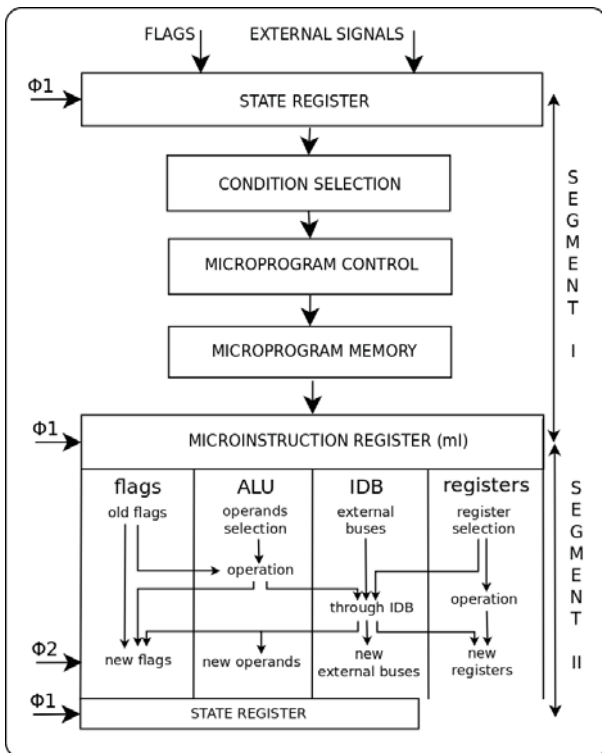 FLAGS EXTERNAL SIGNALS
Φ1
STATE REGISTER
CONDITION SELECTION
MICROPROGRAM CONTROL
MICROPROGRAM MEMORY
SEGMENT I
Φ1
MICROINSTRUCTION REGISTER (mI)
flags ALU IDB registers
old flags
operands selection
external buses
register selection
operation
through IDB
operation
Φ2
new flags
new operands
new external buses
new registers
SEGMENT II
Φ1
STATE REGISTER